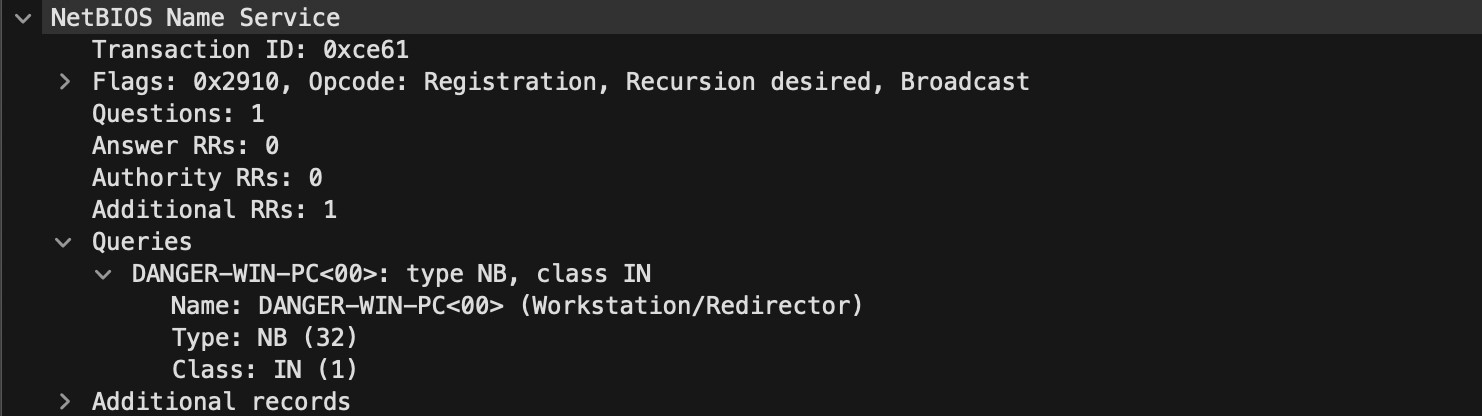 NetBIOS Name Service
Transaction ID: 0xce61
Flags: 0x2910, Opcode: Registration, Recursion desired, Broadcast
Questions: 1
Answer RRs: 0
Authority RRs: 0
Additional RRs: 1
Queries
DANGER-WIN-PC<00>: type NB, class IN
Name: DANGER-WIN-PC<00> (Workstation/Redirector)
Type: NB (32)
Class: IN (1)
Additional records